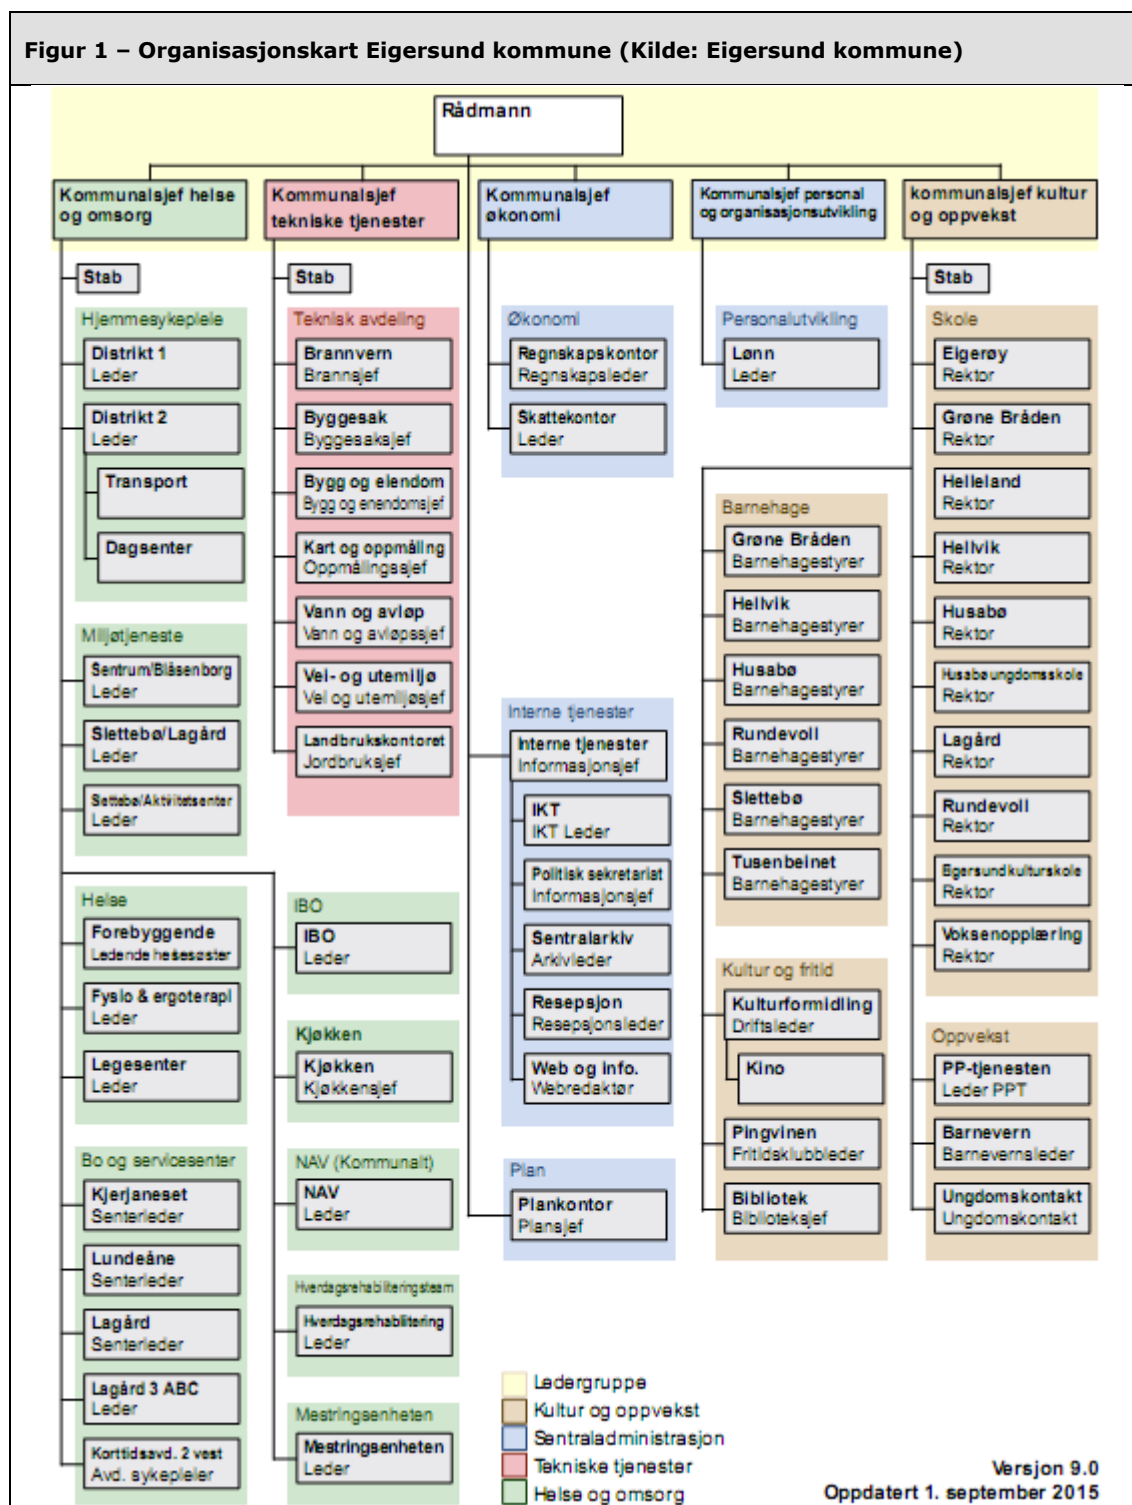 Figur 1 – Organisasjonskart Eigersund kommune (Kilde: Eigersund kommune)
Rådmann
Kommunalsjef helse
og omsorg
Kommunalsjef
tekniske tjenester
Kommunalsjef
økonomi
Kommunalsjef personal
og organisasjonsutvikling
kommunalsjef kultur
og oppvekst
Stab
Hjemmesykepleie
Distrikt 1
Leder
Distrikt 2
Leder
Transport
Dagsenter
Miljøtjeneste
Sentrum/Blåsenborg
Leder
Slettebø/Lagård
Leder
Slettebø/Aktivitetsenter
Leder
Helse
Forebyggende
Ledende helsesøster
Fysio & ergoterapi
Leder
Legesenter
Leder
Bo og servicesenter
Kjerjaneset
Senterleder
Lundeåne
Senterleder
Lagård
Senterleder
Lagård 3 ABC
Leder
Korttidsavd. 2 vest
Avd. sykepleier
Stab
Teknisk avdeling
Brannvern
Brannsjef
Byggesak
Byggesaksjef
Bygg og eiendom
Bygg og enendomsjef
Kart og oppmåling
Oppmålingssjef
Vann og avløp
Vann og avløpssjef
Vei- og utemiljø
Vei og utemiljøsjef
Landbrukskontoret
Jordbruksjef
IBO
IBO
Leder
Kjøkken
Kjøkken
Kjøkkensjef
NAV (Kommunalt)
NAV
Leder
Hverdagsrehabiliteringsteam
Hverdagsrehabilitering
Leder
Mestringsenheten
Mestringsenheten
Leder
Økonomi
Regnskapskontor
Regnskapsleder
Skattekontor
Leder
Interne tjenester
Interne tjenester
Informasjonsjef
IKT
IKT Leder
Politisk sekretariat
Informasjonsjef
Sentralarkiv
Arkivleder
Resepsjon
Resepsjonsleder
Web og info.
Webredaktør
Plan
Plankontor
Plansjef
Personalutvikling
Lønn
Leder
Barnehage
Grøne Bråden
Barnehagestyrer
Hellvik
Barnehagestyrer
Husabø
Barnehagestyrer
Rundevoll
Barnehagestyrer
Slettebø
Barnehagestyrer
Tusenbeinet
Barnehagestyrer
Kultur og fritid
Kulturformidling
Driftsleder
Kino
Pingvinen
Fritidsklubbleder
Bibliotek
Biblioteksjef
Stab
Skole
Eigerøy
Rektor
Grøne Bråden
Rektor
Helleland
Rektor
Hellvik
Rektor
Husabø
Rektor
Husabø ungdomsskole
Rektor
Lagård
Rektor
Rundevoll
Rektor
Egersund kulturskole
Rektor
Voksenopplæring
Rektor
Oppvekst
PP-tjenesten
Leder PPT
Barnevern
Barnevernsleder
Ungdomskontakt
Ungdomskontakt
Ledergruppe
Kultur og oppvekst
Sentraladministrasjon
Tekniske tjenester
Helse og omsorg
Versjon 9.0
Oppdatert 1. september 2015